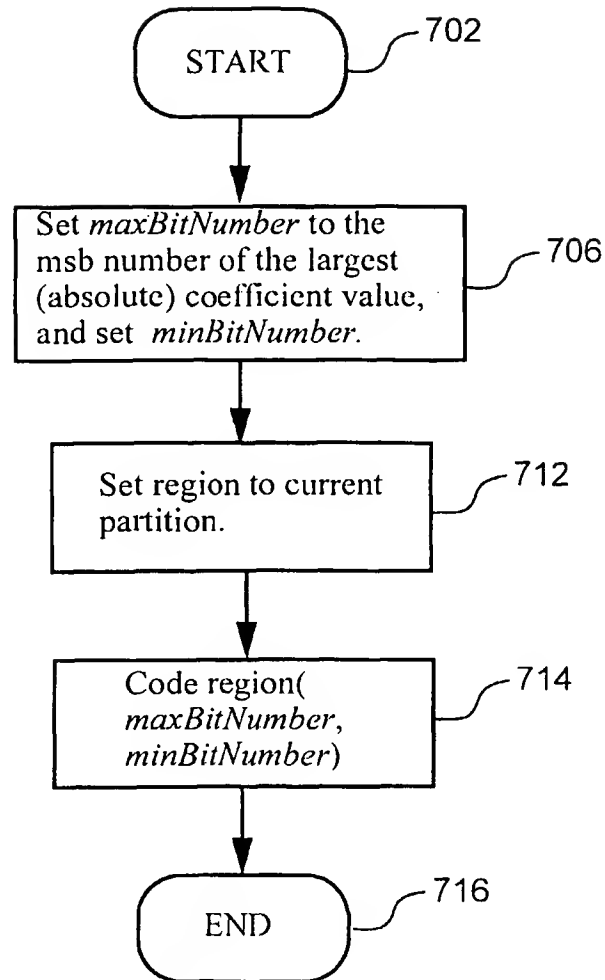 START
702
Set maxBitNumber to the
msb number of the largest
(absolute) coefficient value,
and set minBitNumber.
706
Set region to current
partition.
712
Code region(
maxBitNumber,
minBitNumber)
714
END
716